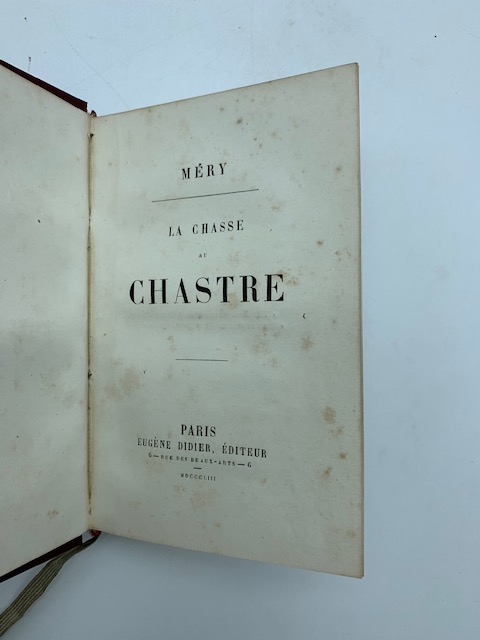 MÉRY
LA CHASSE
AU
CHASTRE
PARIS
EUGÈNE DIDIER, ÉDITEUR
6 — RUE DES BEAUX-ARTS — 6
MDCCCLIII